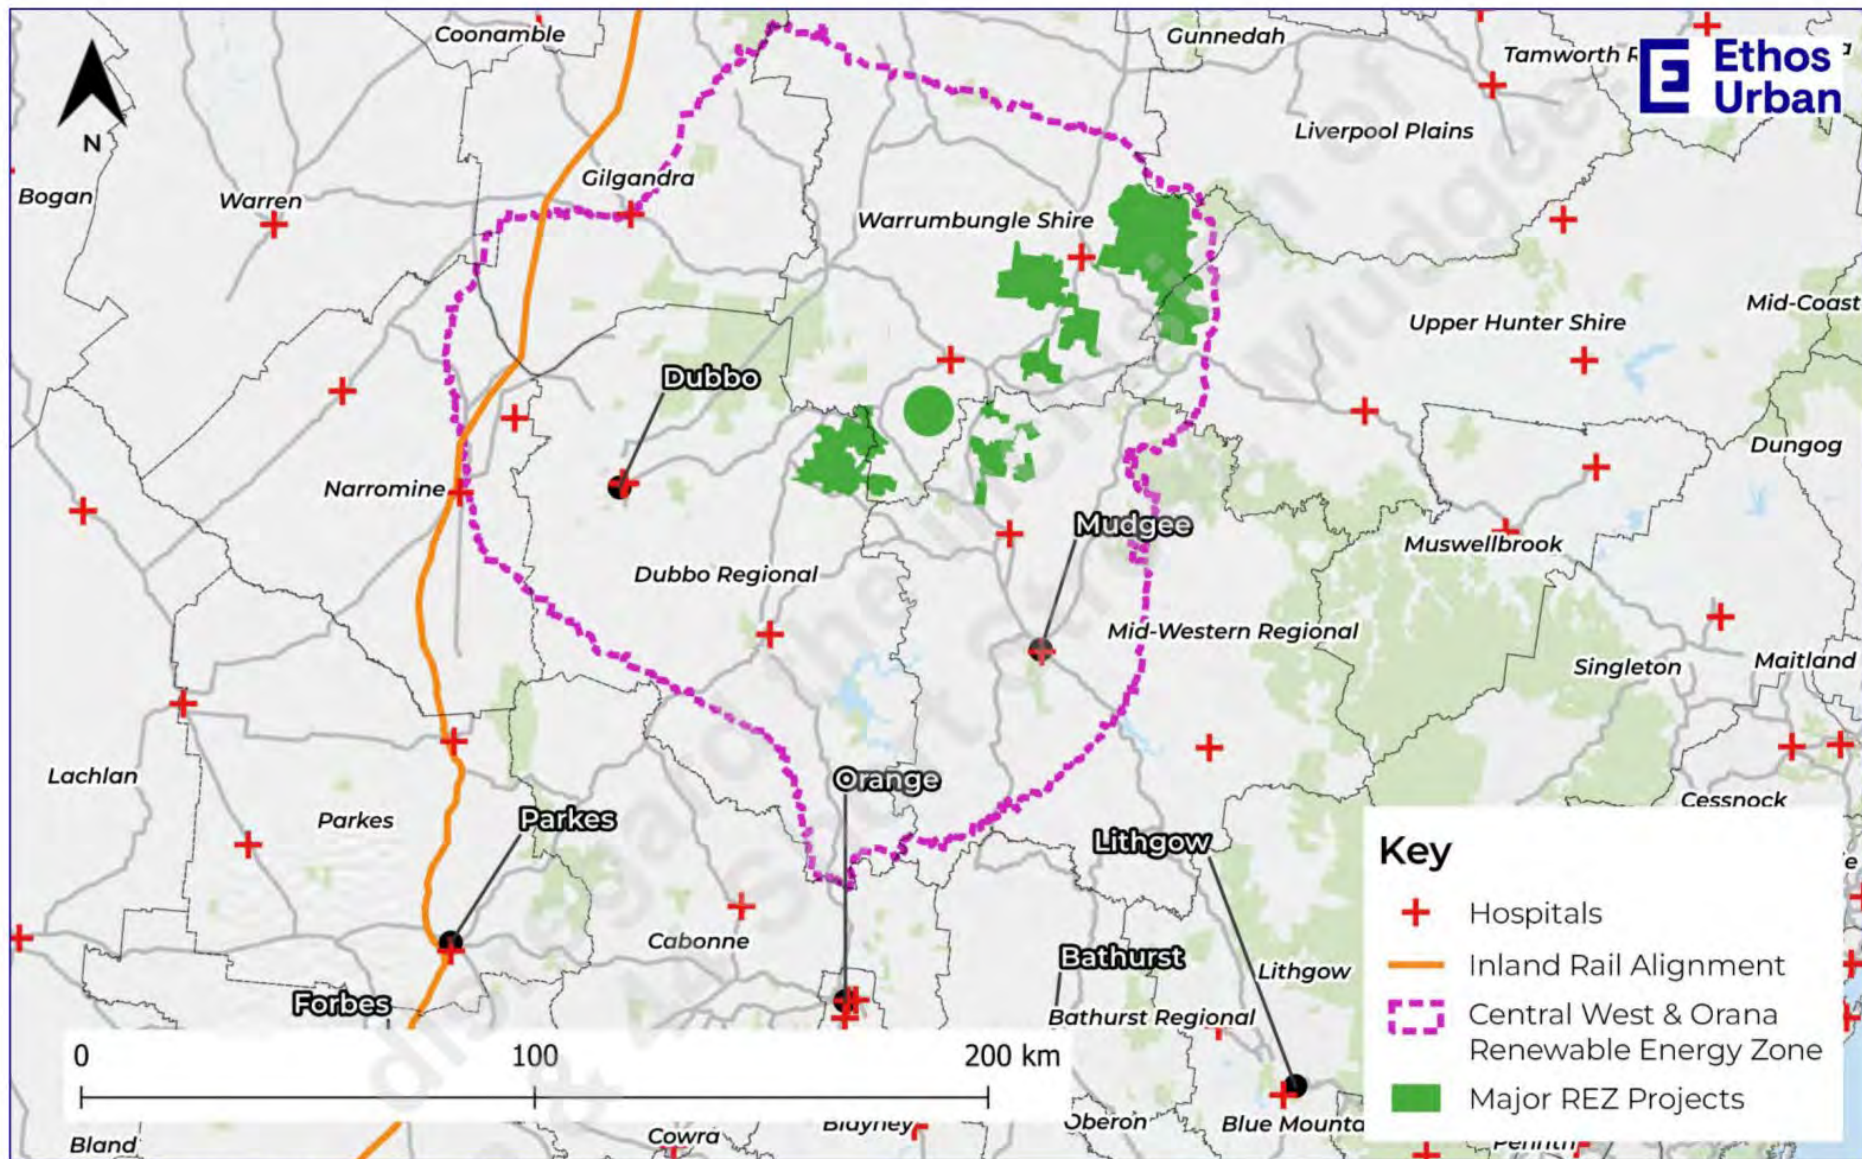 Coonamble
Gunnedah
Tamworth R
Ethos
Urban
N
Liverpool Plains
Bogan
Warren
Gilgandra
Warrumbungle Shire
Mid-Coast
Upper Hunter Shire
Dubbo
Dungog
Narromine
Mudgee
Muswellbrook
Dubbo Regional
Mid-Western Regional
Singleton
Maitland
Lachlan
Orange
Parkes
Parkes
Cessnock
Lithgow
Key
Hospitals
Cabonne
Bathurst
Lithgow
Inland Rail Alignment
Forbes
Bathurst Regional
Central West & Orana
Renewable Energy Zone
0
100
200 km
Major REZ Projects
Bland
Cowra
Blayney
Oberon
Blue Mounta
Penrith
Mudgee